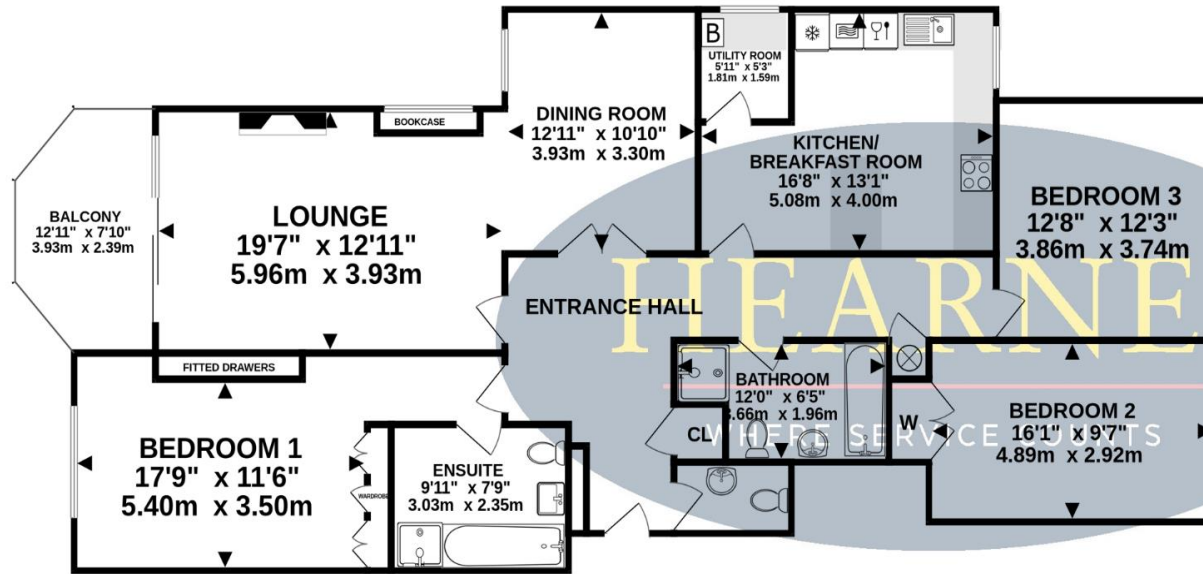 B
UTILITY ROOM
5'11" x 5'3"
1.81m x 1.59m
DINING ROOM
12'11" x 10'10"
3.93m x 3.30m
BOOKCASE
KITCHEN/
BREAKFAST ROOM
16'8" x 13'1"
5.08m x 4.00m
BALCONY
12'11" x 7'10"
3.93m x 2.39m
LOUNGE
19'7" x 12'11"
5.96m x 3.93m
BEDROOM 3
12'8" x 12'3"
3.86m x 3.74m
HEARNE
ENTRANCE HALL
FITTED DRAWERS
BATHROOM
12'0" x 6'5"
3.66m x 1.96m
CL
W
WHERE SERVICE COUNTS
BEDROOM 2
16'1" x 9'7"
4.89m x 2.92m
BEDROOM 1
17'9" x 11'6"
5.40m x 3.50m
WARDROBE
ENSUITE
9'11" x 7'9"
3.03m x 2.35m